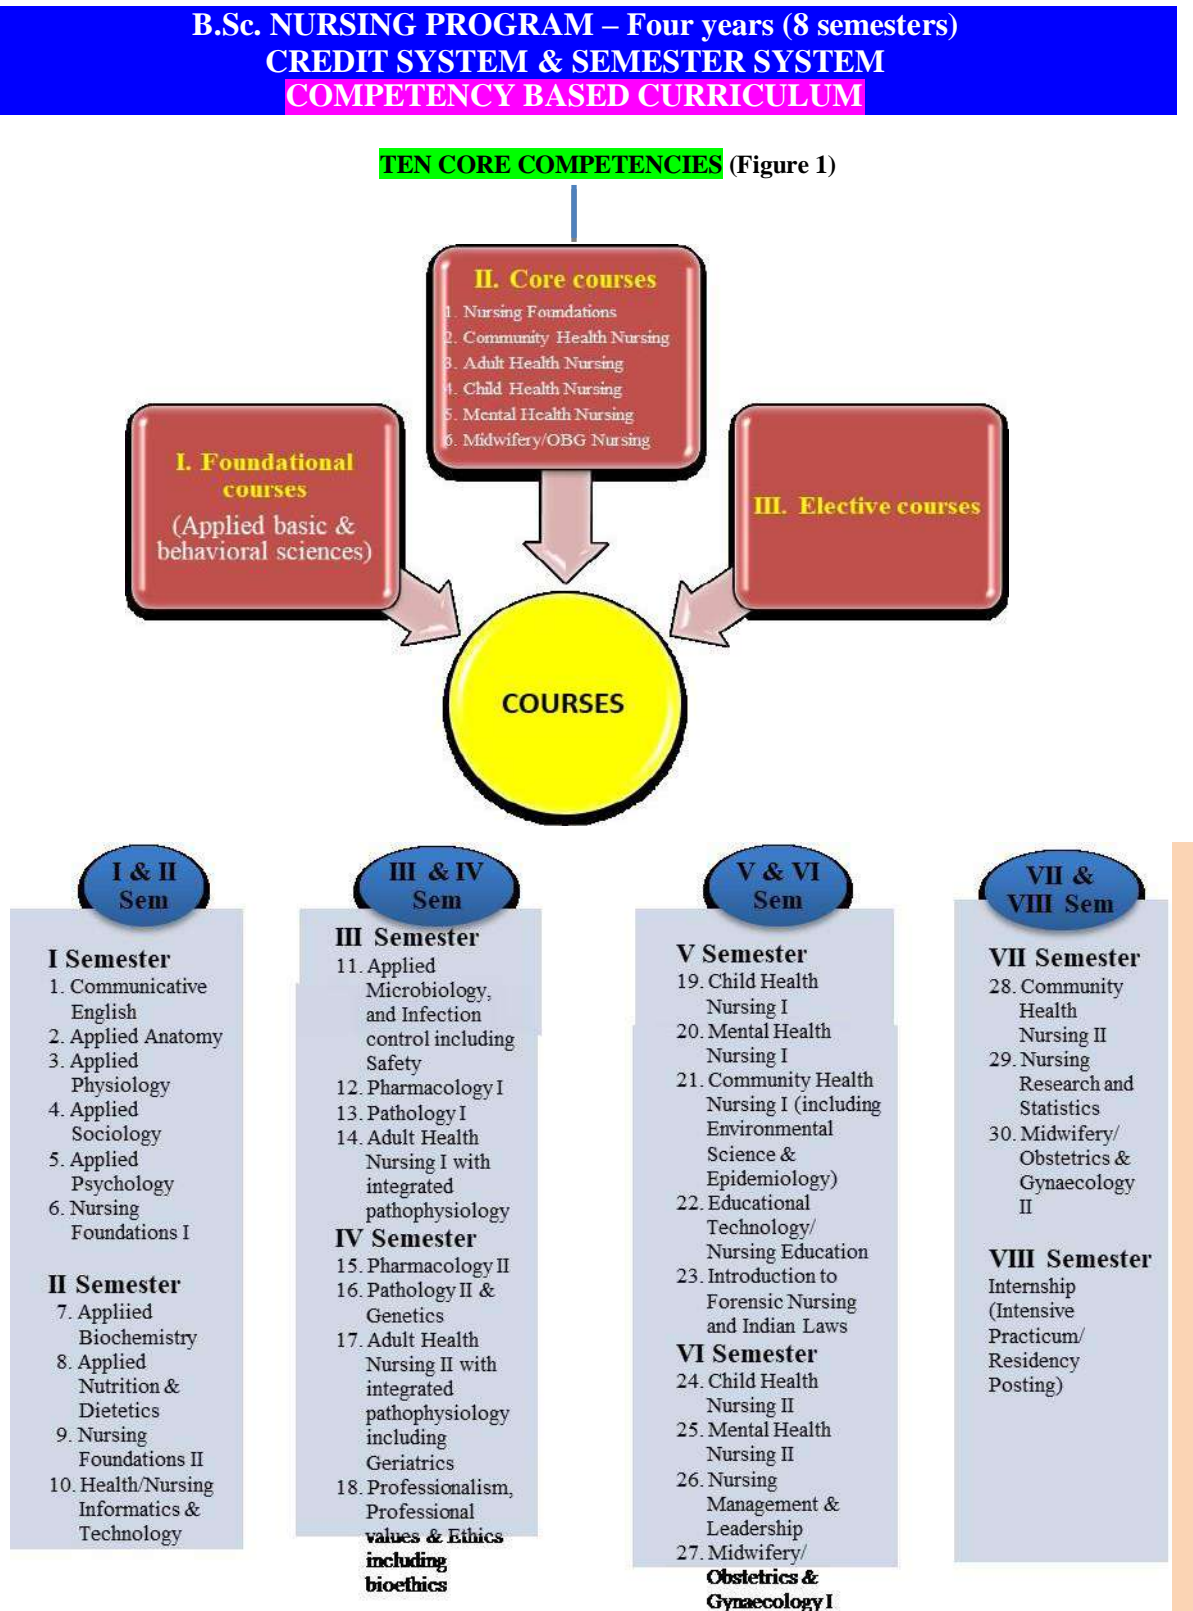 B.Sc. NURSING PROGRAM – Four years (8 semesters)
CREDIT SYSTEM & SEMESTER SYSTEM
COMPETENCY BASED CURRICULUM
TEN CORE COMPETENCIES (Figure 1)
II. Core courses
1. Nursing Foundations
2. Community Health Nursing
3. Adult Health Nursing
4. Child Health Nursing
5. Mental Health Nursing
6. Midwifery/OBG Nursing
I. Foundational
courses
(Applied basic &
behavioral sciences)
III. Elective courses
COURSES
I & II
Sem
I Semester
1. Communicative
English
2. Applied Anatomy
3. Applied
Physiology
4. Applied
Sociology
5. Applied
Psychology
6. Nursing
Foundations I
II Semester
7. Appliied
Biochemistry
8. Applied
Nutrition &
Dietetics
9. Nursing
Foundations II
10. Health/Nursing
Informatics &
Technology
III & IV
Sem
III Semester
11. Applied
Microbiology,
and Infection
control including
Safety
12. Pharmacology I
13. Pathology I
14. Adult Health
Nursing I with
integrated
pathophysiology
IV Semester
15. Pharmacology II
16. Pathology II &
Genetics
17. Adult Health
Nursing II with
integrated
pathophysiology
including
Geriatrics
18. Professionalism,
Professional
values & Ethics
including
bioethics
V & VI
Sem
V Semester
19. Child Health
Nursing I
20. Mental Health
Nursing I
21. Community Health
Nursing I (including
Environmental
Science &
Epidemiology)
22. Educational
Technology/
Nursing Education
23. Introduction to
Forensic Nursing
and Indian Laws
VI Semester
24. Child Health
Nursing II
25. Mental Health
Nursing II
26. Nursing
Management &
Leadership
27. Midwifery/
Obstetrics &
Gynaecology I
VII &
VIII Sem
VII Semester
28. Community
Health
Nursing II
29. Nursing
Research and
Statistics
30. Midwifery/
Obstetrics &
Gynaecology
II
VIII Semester
Internship
(Intensive
Practicum/
Residency
Posting)